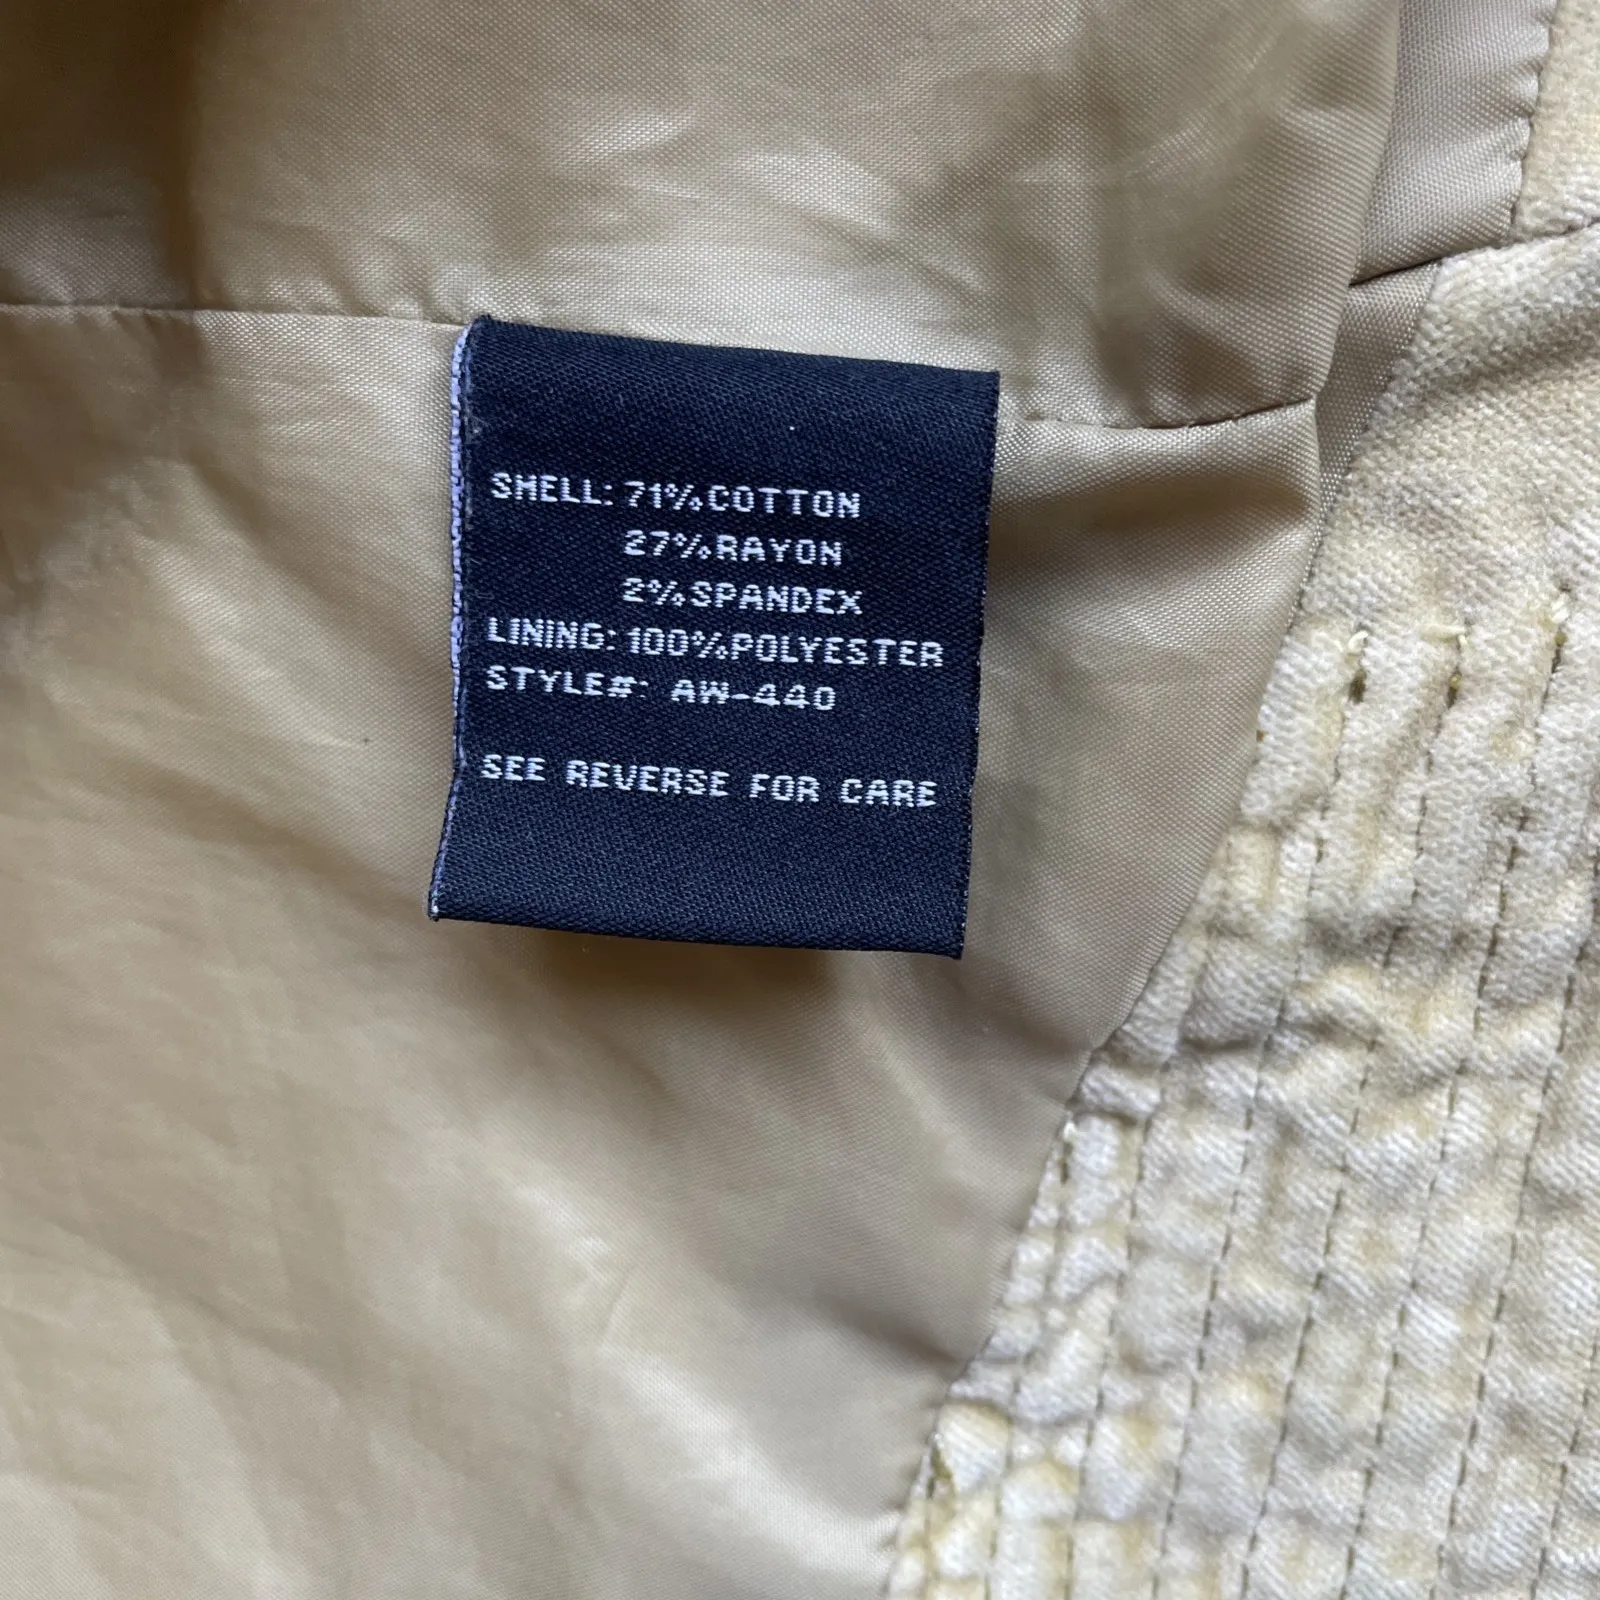 SHELL: 71% COTTON
27% RAYON
2% SPANDEX
LINING: 100% POLYESTER
STYLE#: AW-440
SEE REVERSE FOR CARE